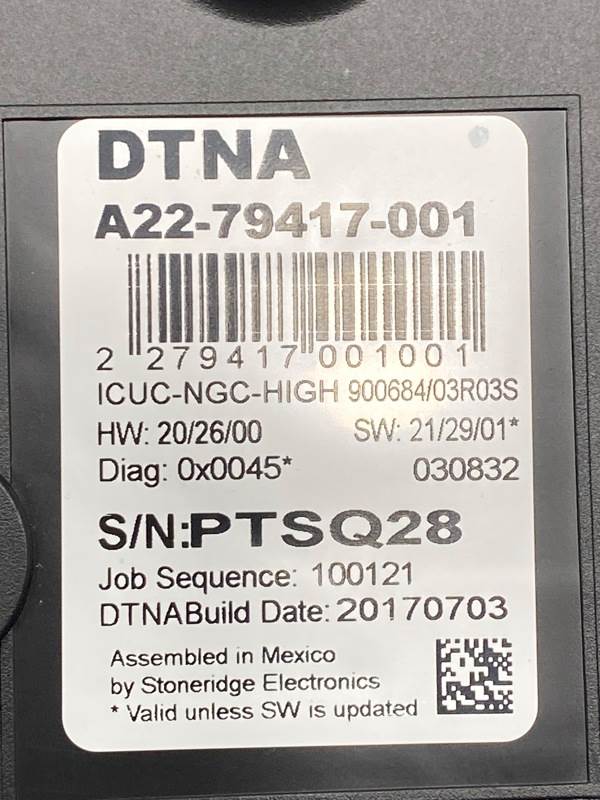 DTNA
A22-79417-001
2 279417 001001
ICUC-NGC-HIGH 900684/03R03S
HW: 20/26/00 SW: 21/29/01*
Diag: 0x0045* 030832
S/N:PTSQ28
Job Sequence: 100121
DTNABuild Date: 20170703
Assembled in Mexico
by Stoneridge Electronics
* Valid unless SW is updated